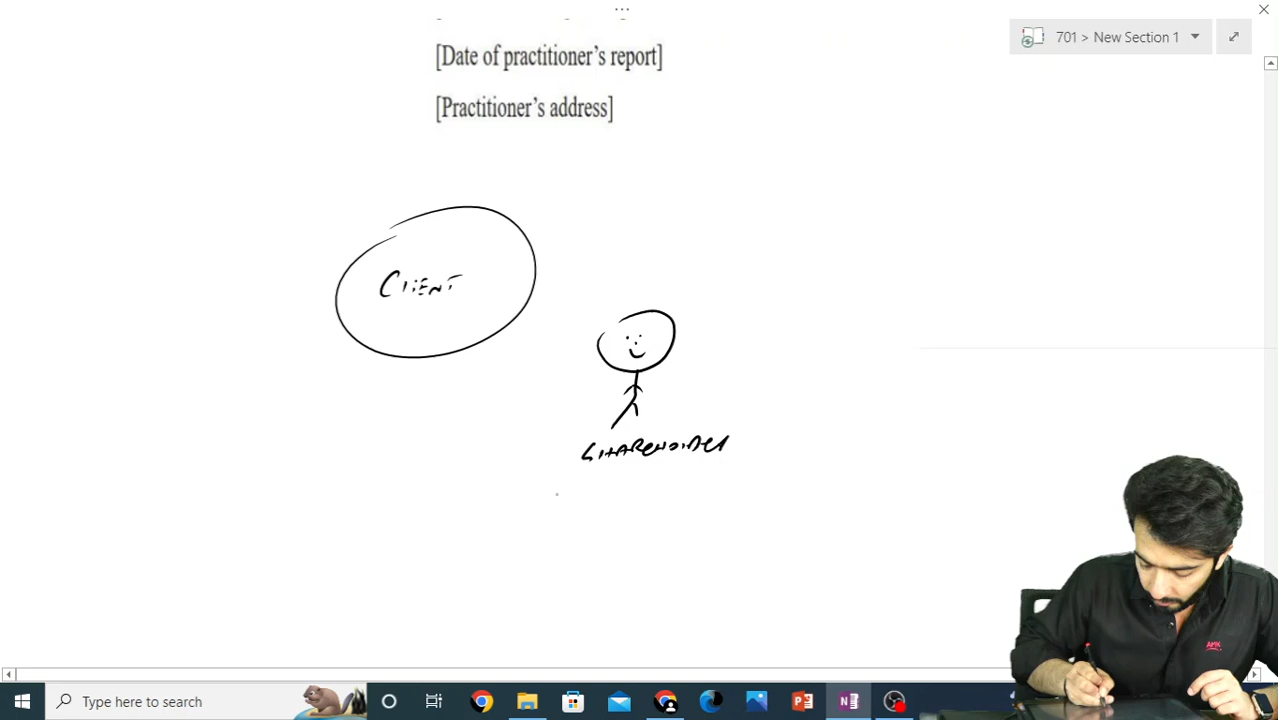 701 > New Section 1
[Date of practitioner's report]
[Practitioner's address]
CLIENT
SHAREHOLDER
Type here to search